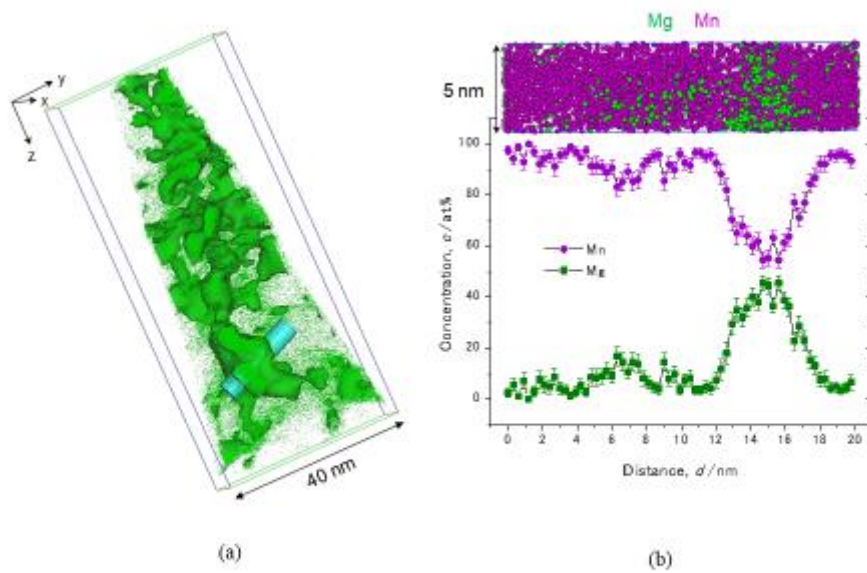 y
x
z
40 nm
(a)
Mg Mn
5 nm
100
80
60
40
20
0
Concentration, c / at%
Mn
Mg
0 2 4 6 8 10 12 14 16 18 20
Distance, d / nm
(b)